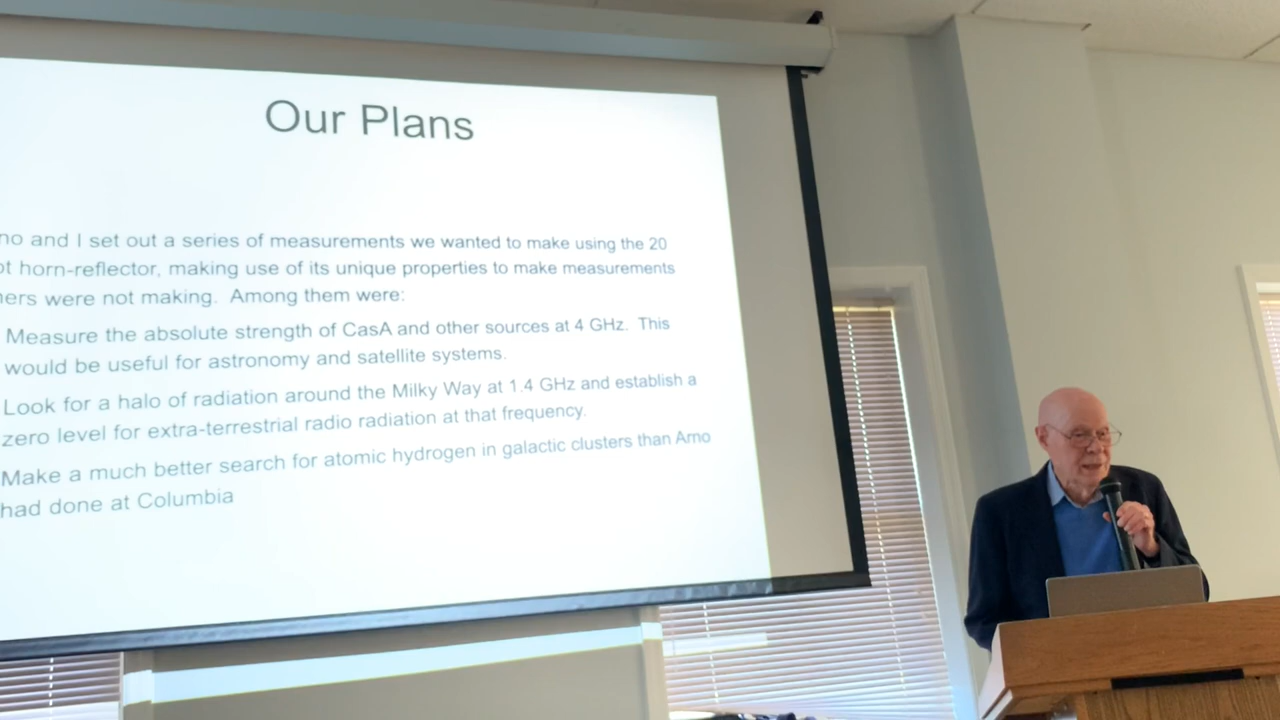 Our Plans
no and I set out a series of measurements we wanted to make using the 20
ot horn-reflector, making use of its unique properties to make measurements
ners were not making. Among them were:
Measure the absolute strength of CasA and other sources at 4 GHz. This
would be useful for astronomy and satellite systems.
Look for a halo of radiation around the Milky Way at 1.4 GHz and establish a
zero level for extra-terrestrial radio radiation at that frequency.
Make a much better search for atomic hydrogen in galactic clusters than Arno
had done at Columbia